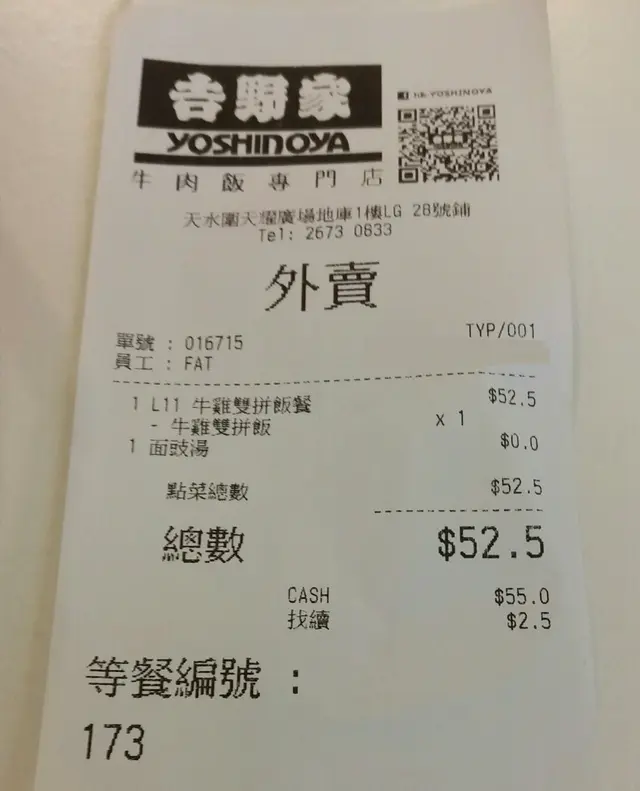 吉野家
YOSHINOYA
牛肉飯專門店
hk.YOSHINOYA
天水圍天耀廣場地庫1樓LG 28號鋪
Tel: 2673 0833
外賣
單號 : 016715 TYP/001
員工 : FAT
1 L11 牛雞雙拼飯餐 $52.5
- 牛雞雙拼飯 x 1
1 面豉湯 $0.0
點菜總數 $52.5
總數 $52.5
CASH $55.0
找續 $2.5
等餐編號 :
173